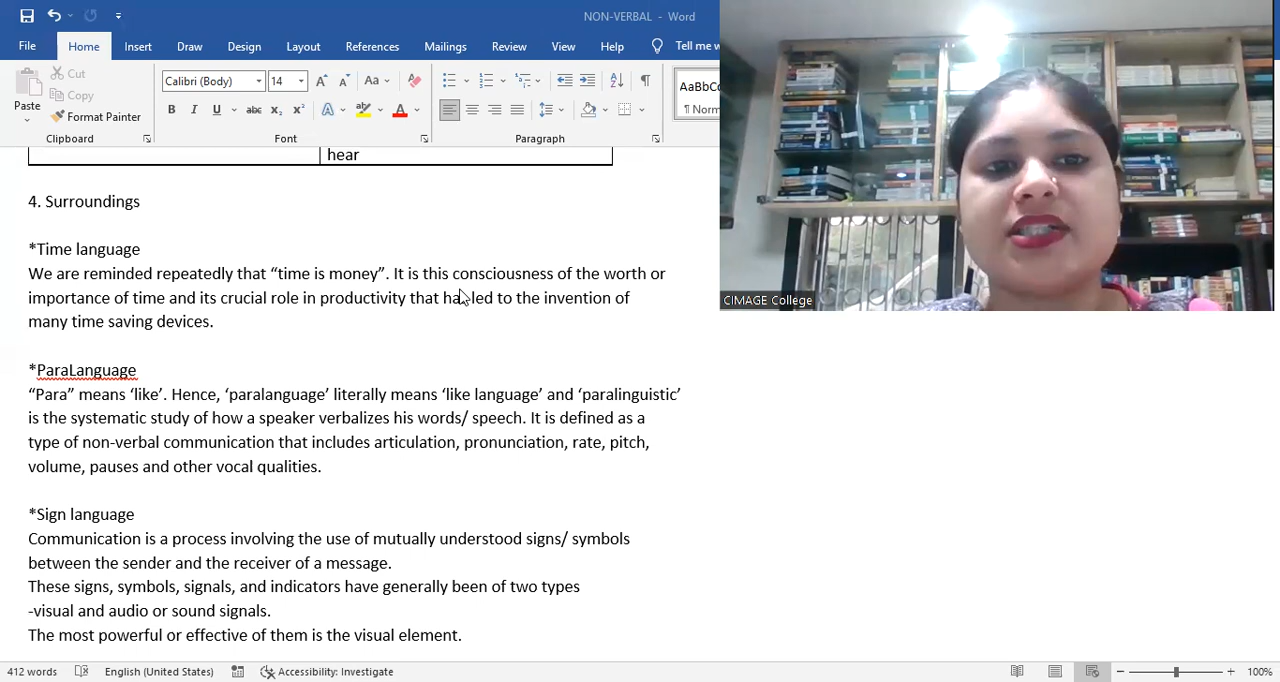 NON-VERBAL - Word
File
Home
Insert
Draw
Design
Layout
References
Mailings
Review
View
Help
Tell me w
Paste
Cut
Copy
Format Painter
Clipboard
Calibri (Body)
14
Font
Paragraph
AaBbCc
¶ Norm
CIMAGE College
hear
4. Surroundings
*Time language
We are reminded repeatedly that “time is money”. It is this consciousness of the worth or
importance of time and its crucial role in productivity that has led to the invention of
many time saving devices.
*ParaLanguage
“Para” means ‘like’. Hence, ‘paralanguage’ literally means ‘like language’ and ‘paralinguistic’
is the systematic study of how a speaker verbalizes his words/ speech. It is defined as a
type of non-verbal communication that includes articulation, pronunciation, rate, pitch,
volume, pauses and other vocal qualities.
*Sign language
Communication is a process involving the use of mutually understood signs/ symbols
between the sender and the receiver of a message.
These signs, symbols, signals, and indicators have generally been of two types
-visual and audio or sound signals.
The most powerful or effective of them is the visual element.
412 words
English (United States)
Accessibility: Investigate
100%